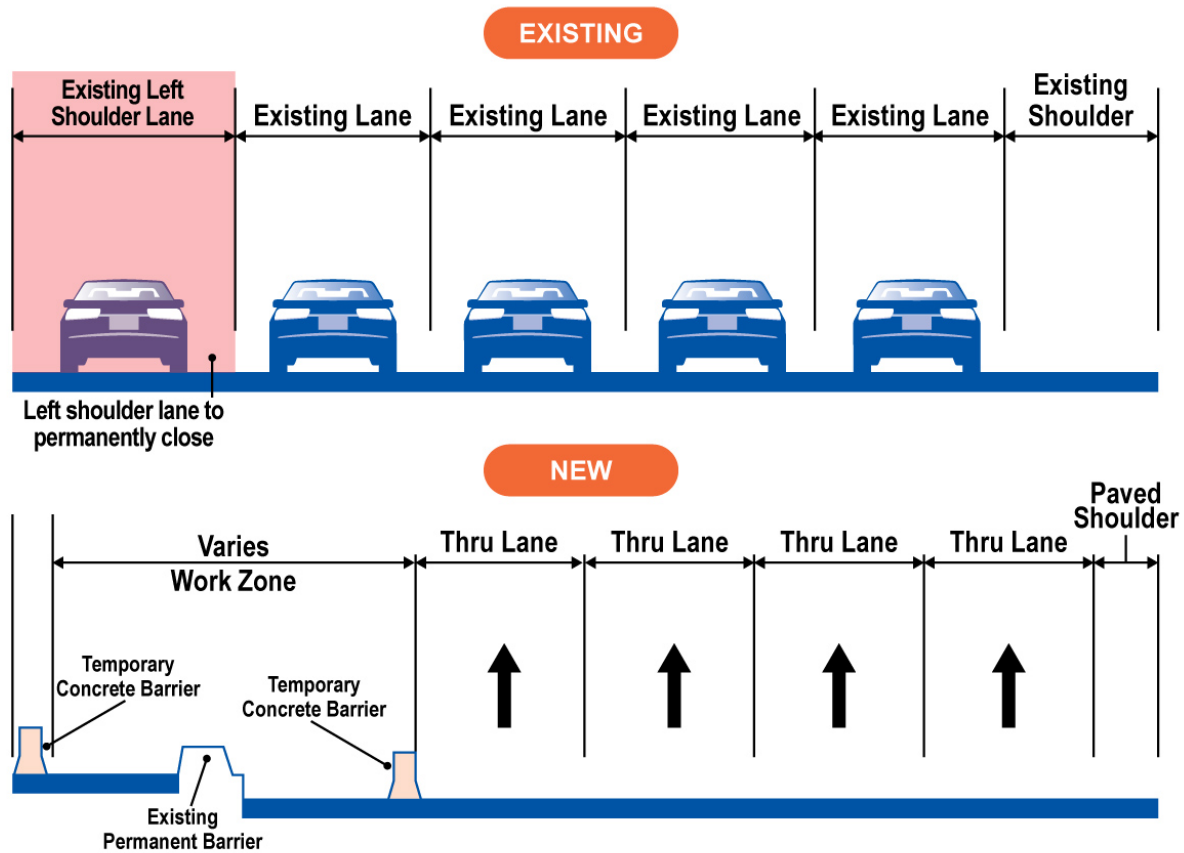 EXISTING
Existing Left
Shoulder Lane
Existing Lane
Existing Lane
Existing Lane
Existing Lane
Existing
Shoulder
Left shoulder lane to
permanently close
NEW
Varies
Work Zone
Thru Lane
Thru Lane
Thru Lane
Thru Lane
Paved
Shoulder
Temporary
Concrete Barrier
Temporary
Concrete Barrier
Existing
Permanent Barrier